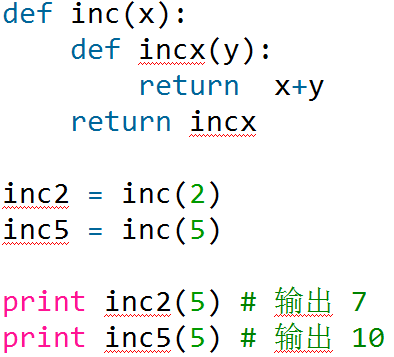 def inc(x):
    def incx(y):
        return  x+y
    return incx

inc2 = inc(2)
inc5 = inc(5)

print inc2(5) # 输出 7
print inc5(5) # 输出 10